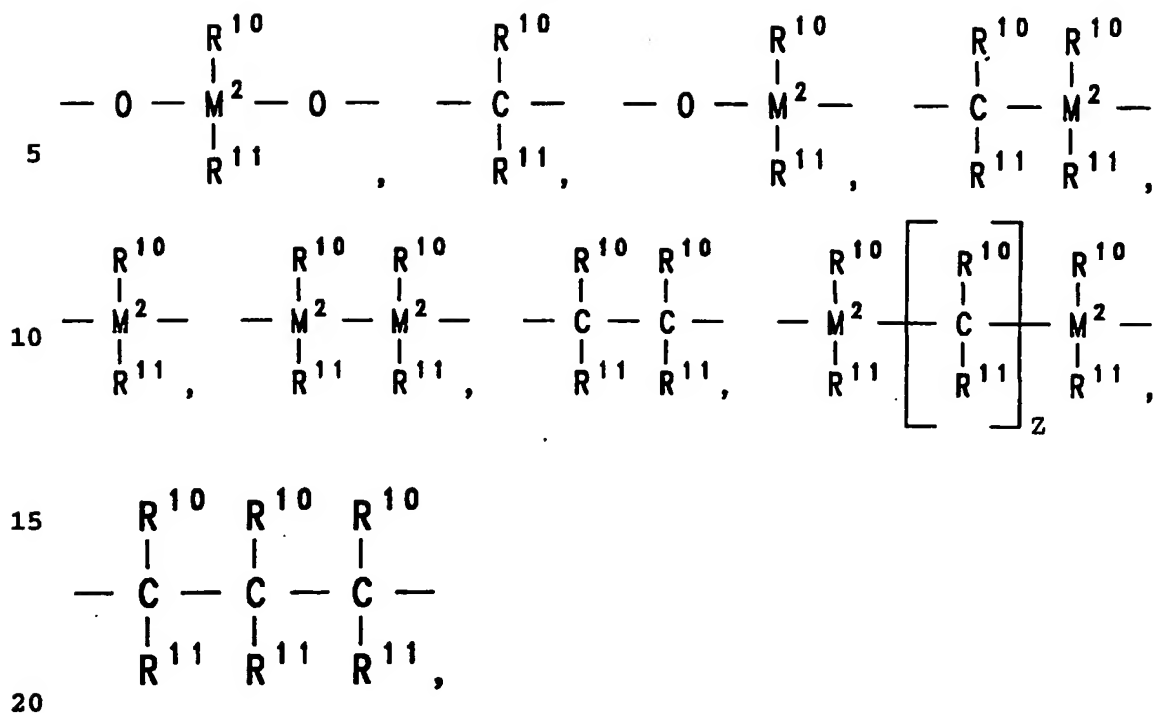 R10 R10 R10 R10 R10
— O — M2 — O — — C — — O — M2 — — C — M2 —
5 R11 , R11, R11, R11 R11,
R10 R10 R10 R10 R10 R10 R10 R10
10 — M2 — — M2 — M2 — — C — C — — M2 — C — M2 —
R11, R11 R11, R11 R11, R11 R11 R11,
Z
15 R10 R10 R10
— C — C — C —
R11 R11 R11,
20